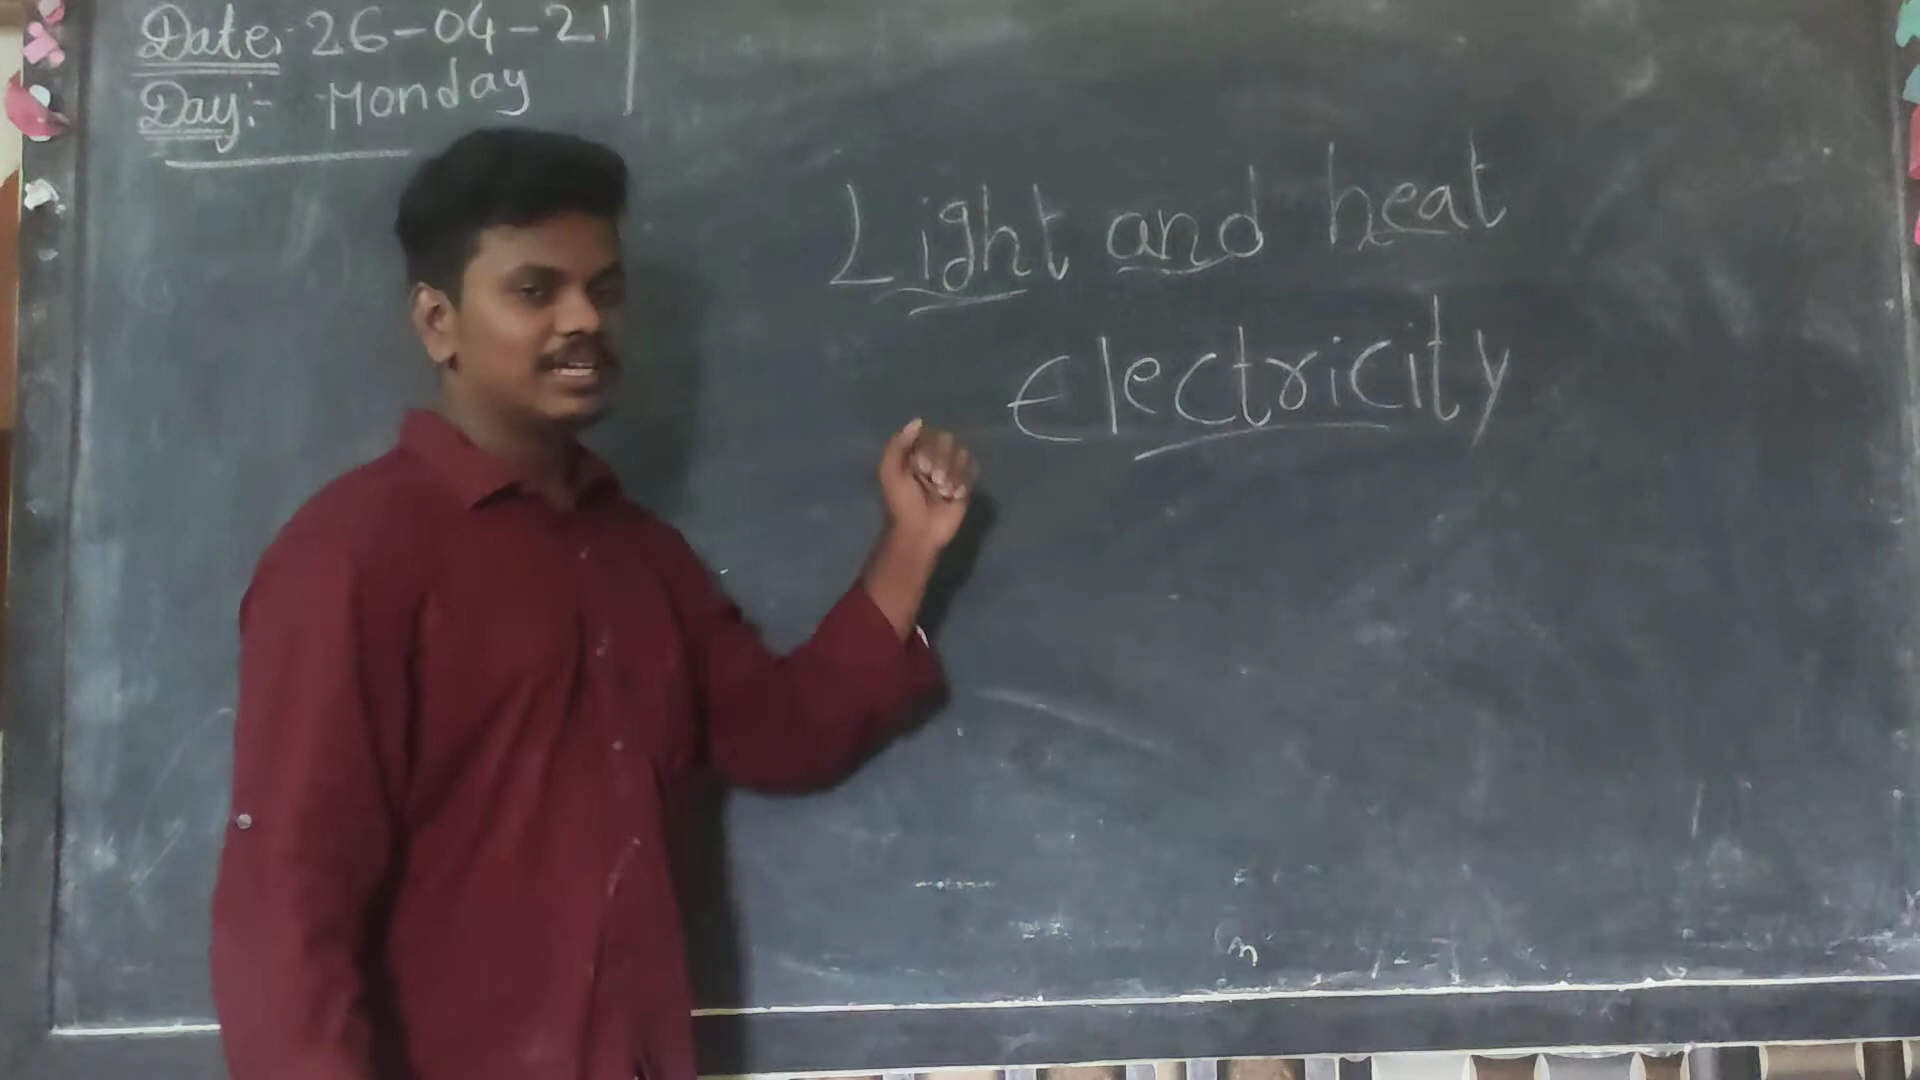 Date:- 26-04-21
Day:- Monday
Light and heat
Electricity